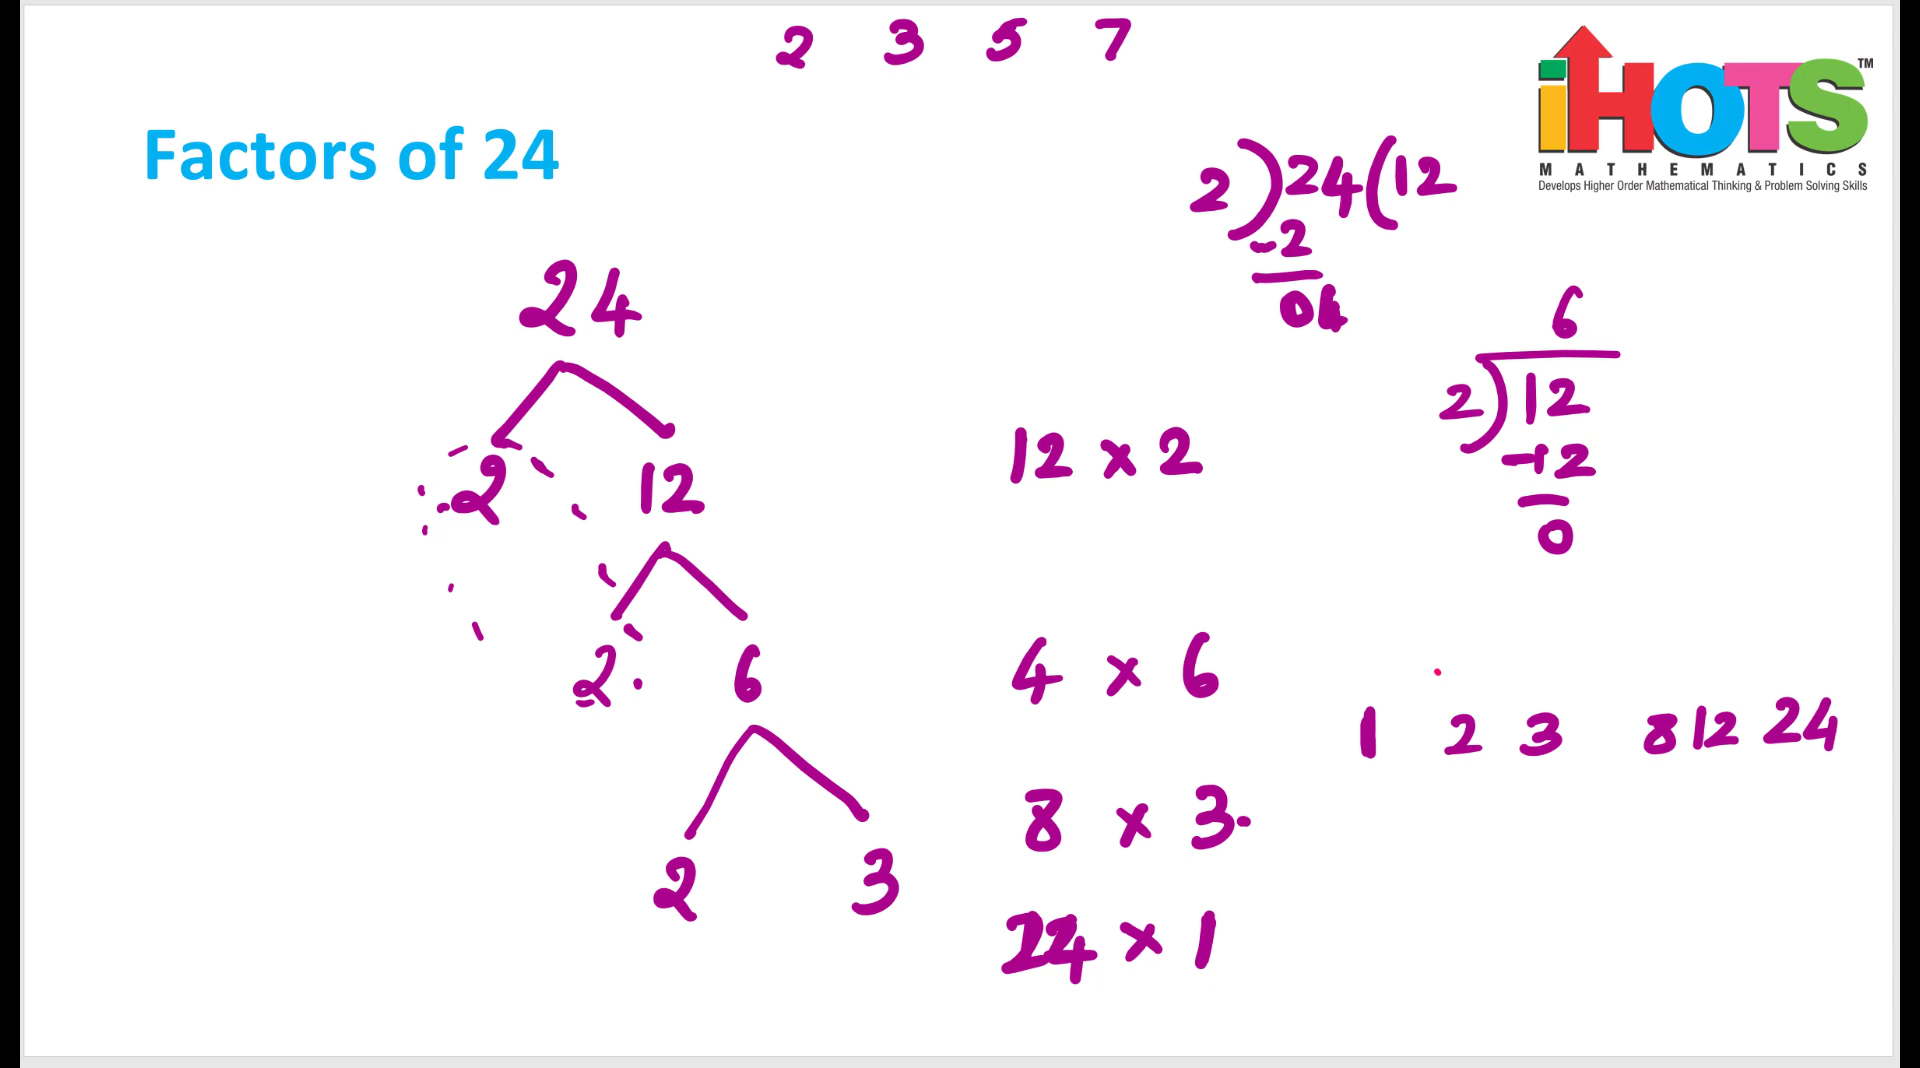 2 3 5 7
iHOTS™
MATHEMATICS
Develops Higher Order Mathematical Thinking & Problem Solving Skills
Factors of 24
2)24(12
-2
04
24
2 12
2 6
2 3
6
2)12
-12
0
12 × 2
4 × 6
8 × 3
24 × 1
1 2 3 8 12 24